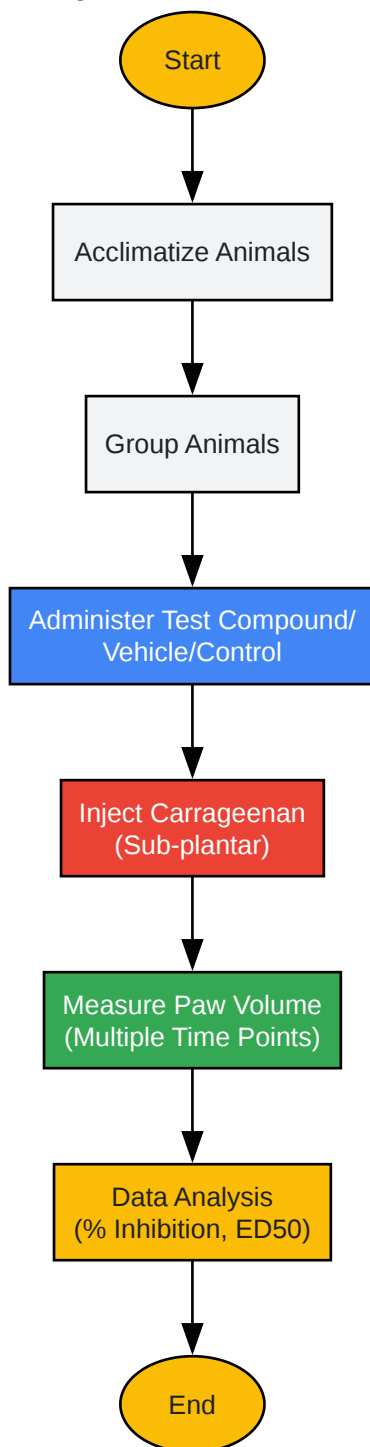 Start
Acclimatize Animals
Group Animals
Administer Test Compound/
Vehicle/Control
Inject Carrageenan
(Sub-plantar)
Measure Paw Volume
(Multiple Time Points)
Data Analysis
(% Inhibition, ED50)
End